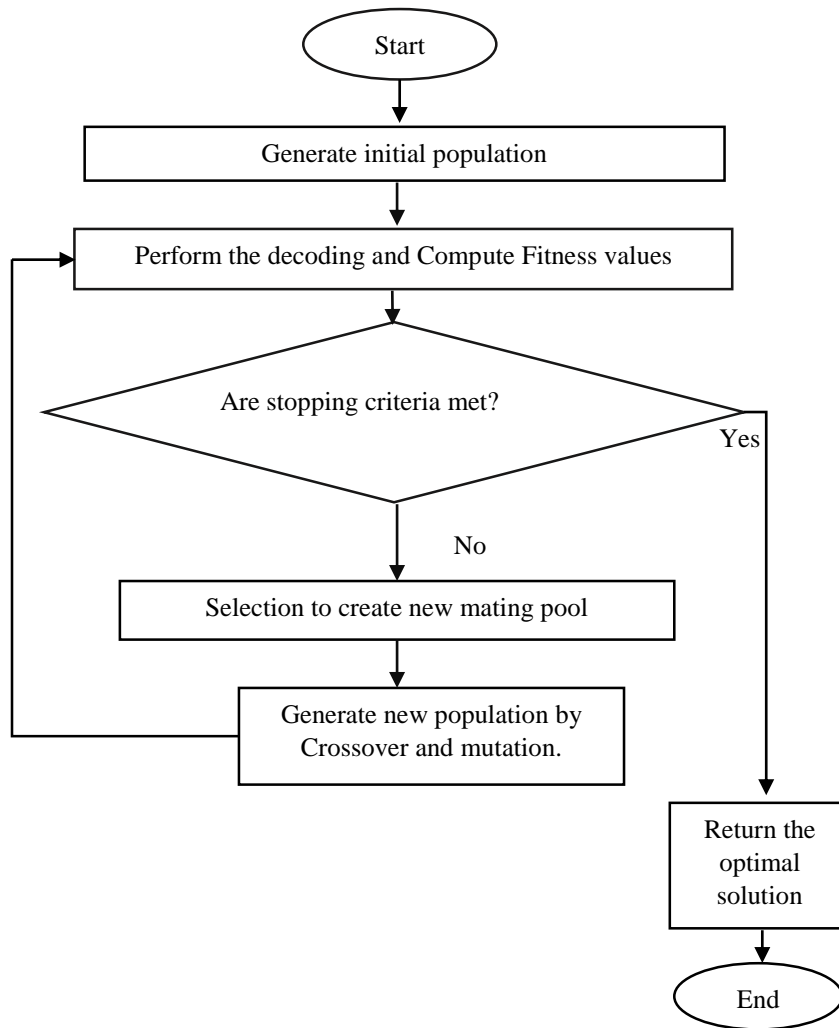 Start
Generate initial population
Perform the decoding and Compute Fitness values
Are stopping criteria met?
Yes
No
Selection to create new mating pool
Generate new population by
Crossover and mutation.
Return the
optimal
solution
End